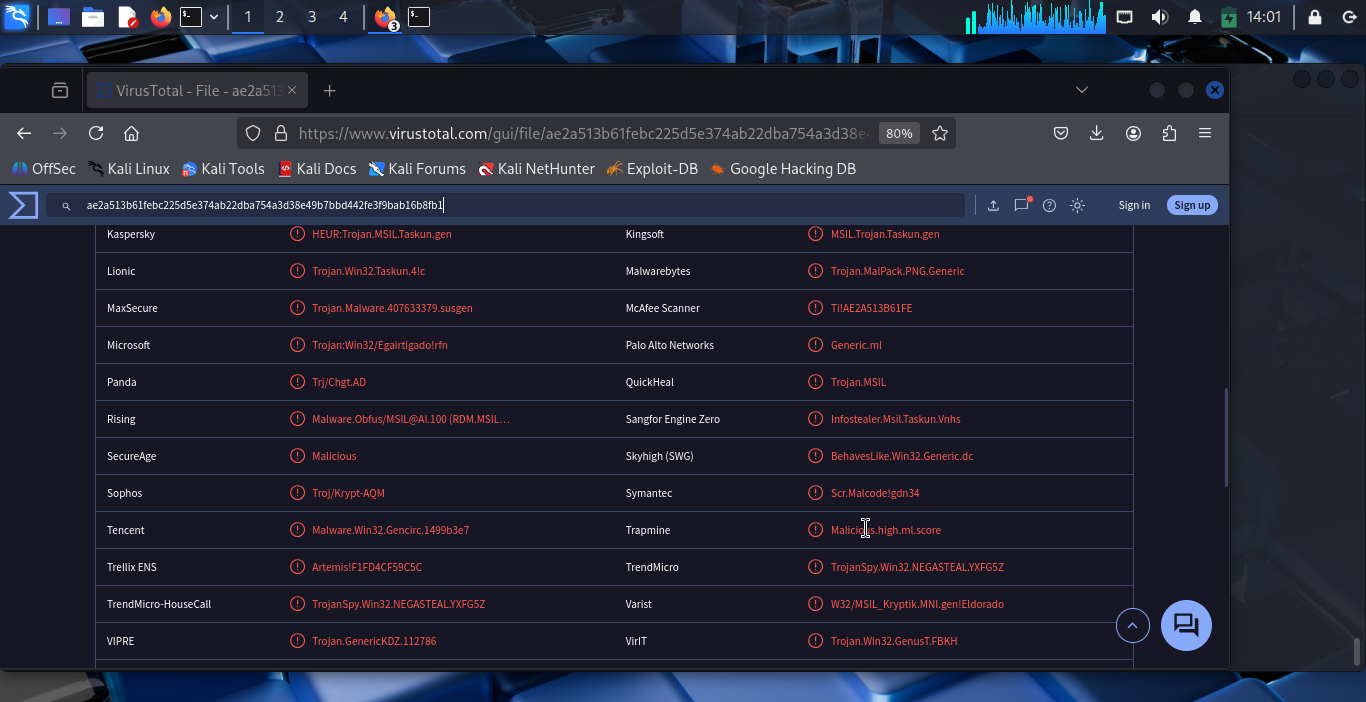 1 2 3 4 3 14:01
VirusTotal - File - ae2a513
https://www.virustotal.com/gui/file/ae2a513b61febc225d5e374ab22dba754a3d38e4 80%
OffSec Kali Linux Kali Tools Kali Docs Kali Forums Kali NetHunter Exploit-DB Google Hacking DB
ae2a513b61febc225d5e374ab22dba754a3d38e49b7bbd442fe3f9bab16b8fb1 Sign in Sign up
Kaspersky HEUR:Trojan.MSIL.Taskun.gen Kingsoft MSIL.Trojan.Taskun.gen
Lionic Trojan.Win32.Taskun.4!c Malwarebytes Trojan.MalPack.PNG.Generic
MaxSecure Trojan.Malware.407633379.susgen McAfee Scanner Ti!AE2A513B61FE
Microsoft Trojan:Win32/Egairtigado!rfn Palo Alto Networks Generic.ml
Panda Trj/Chgt.AD QuickHeal Trojan.MSIL
Rising Malware.Obfus/MSIL@AI.100 (RDM.MSIL... Sangfor Engine Zero Infostealer.Msil.Taskun.Vnhs
SecureAge Malicious Skyhigh (SWG) BehavesLike.Win32.Generic.dc
Sophos Troj/Krypt-AQM Symantec Scr.Malcode!gdn34
Tencent Malware.Win32.Gencirc.1499b3e7 Trapmine Malicious.high.ml.score
Trellix ENS Artemis!F1FD4CF59C5C TrendMicro TrojanSpy.Win32.NEGASTEAL.YXFG5Z
TrendMicro-HouseCall TrojanSpy.Win32.NEGASTEAL.YXFG5Z Varist W32/MSIL_Kryptik.MNI.gen!Eldorado
VIPRE Trojan.GenericKDZ.112786 VirIT Trojan.Win32.GenusT.FBKH